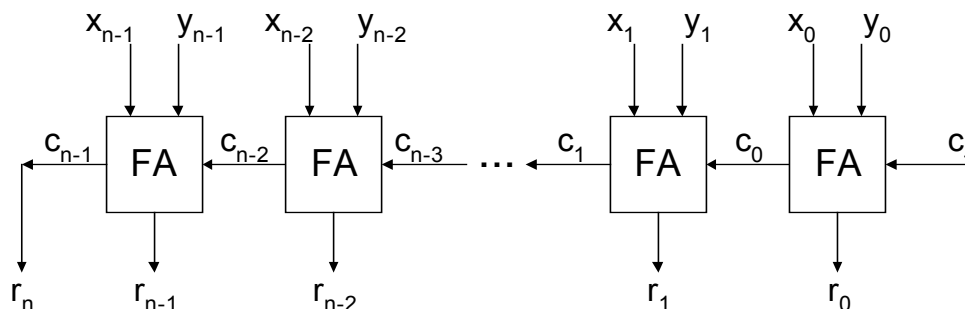 x_{n-1} y_{n-1} x_{n-2} y_{n-2} x_1 y_1 x_0 y_0
c_{n-1} FA c_{n-2} FA c_{n-3} ... c_1 FA c_0 FA
r_n r_{n-1} r_{n-2} r_1 r_0